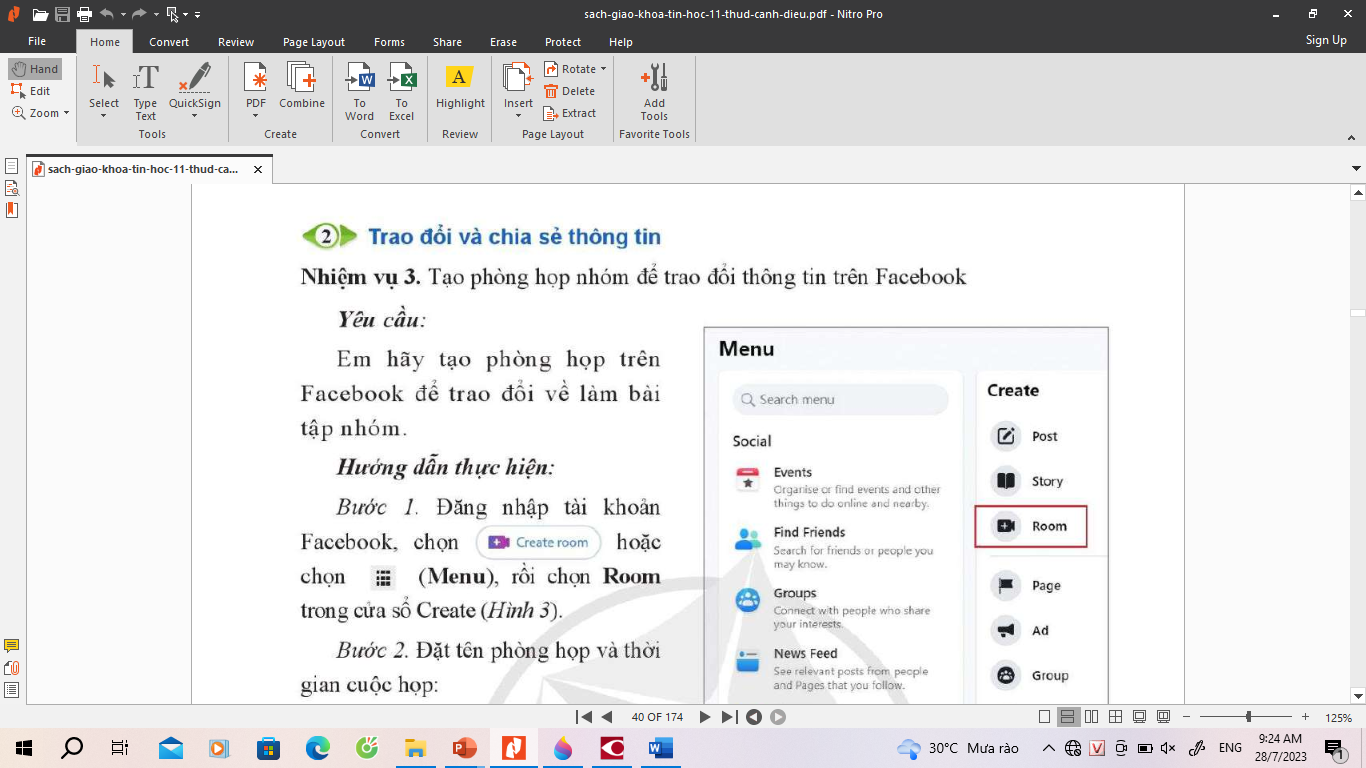 sach-giao-khoa-tin-hoc-11-thud-canh-dieu.pdf - Nitro Pro
File Home Convert Review Page Layout Forms Share Erase Protect Help Sign Up
Hand
Edit
Zoom
Select
Type Text
QuickSign
Tools
PDF
Combine
Create
To Word
To Excel
Convert
Highlight
Review
Insert
Rotate
Delete
Extract
Page Layout
Add Tools
Favorite Tools
sach-giao-khoa-tin-hoc-11-thud-ca...
2 Trao đổi và chia sẻ thông tin
Nhiệm vụ 3. Tạo phòng họp nhóm để trao đổi thông tin trên Facebook
Yêu cầu:
Em hãy tạo phòng họp trên
Facebook để trao đổi về làm bài
tập nhóm.
Hướng dẫn thực hiện:
Bước 1. Đăng nhập tài khoản
Facebook, chọn Create room hoặc
chọn (Menu), rồi chọn Room
trong cửa sổ Create (Hình 3).
Bước 2. Đặt tên phòng họp và thời
gian cuộc họp:
Menu
Search menu
Social
Events
Organise or find events and other
things to do online and nearby.
Find Friends
Search for friends or people you
may know.
Groups
Connect with people who share
your interests.
News Feed
See relevant posts from people
and Pages that you follow.
Create
Post
Story
Room
Page
Ad
Group
40 OF 174
125%
30°C Mưa rào
ENG
9:24 AM
28/7/2023
1